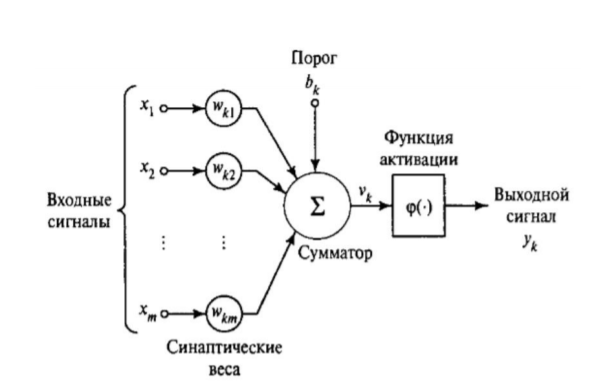 Порог
b_k
x_1
w_k1
Функция
активации
x_2
w_k2
Входные
сигналы
Σ
v_k
φ(·)
Выходной
сигнал
y_k
Сумматор
x_m
w_km
Синаптические
веса